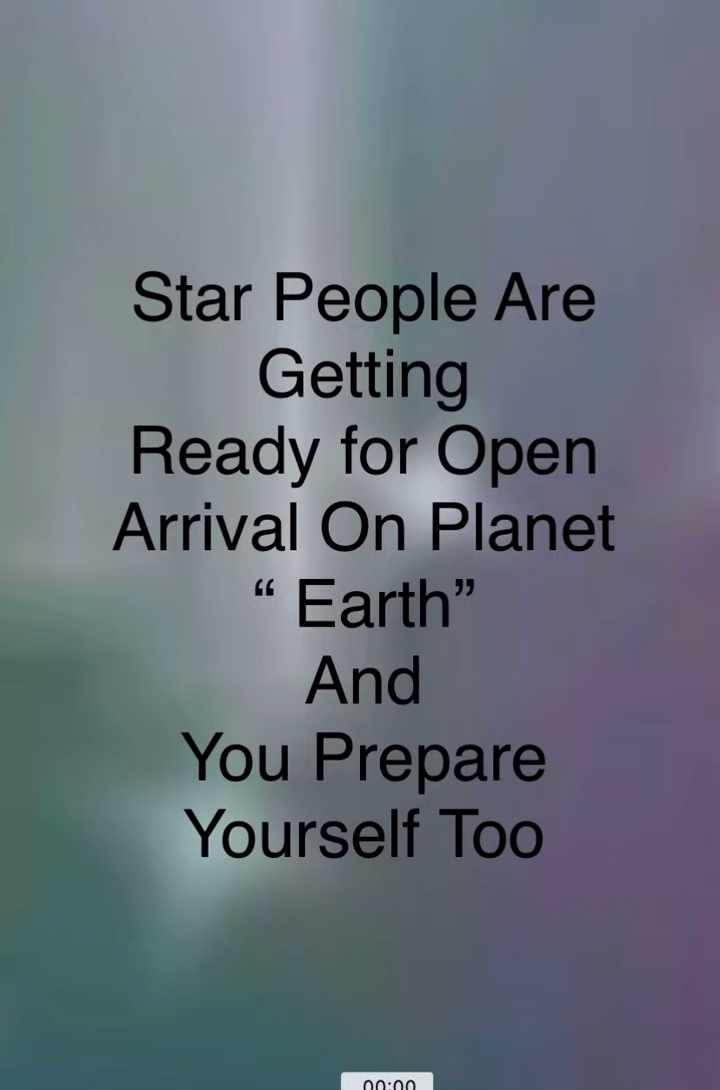 Star People Are
Getting
Ready for Open
Arrival On Planet
“ Earth”
And
You Prepare
Yourself Too
00:00